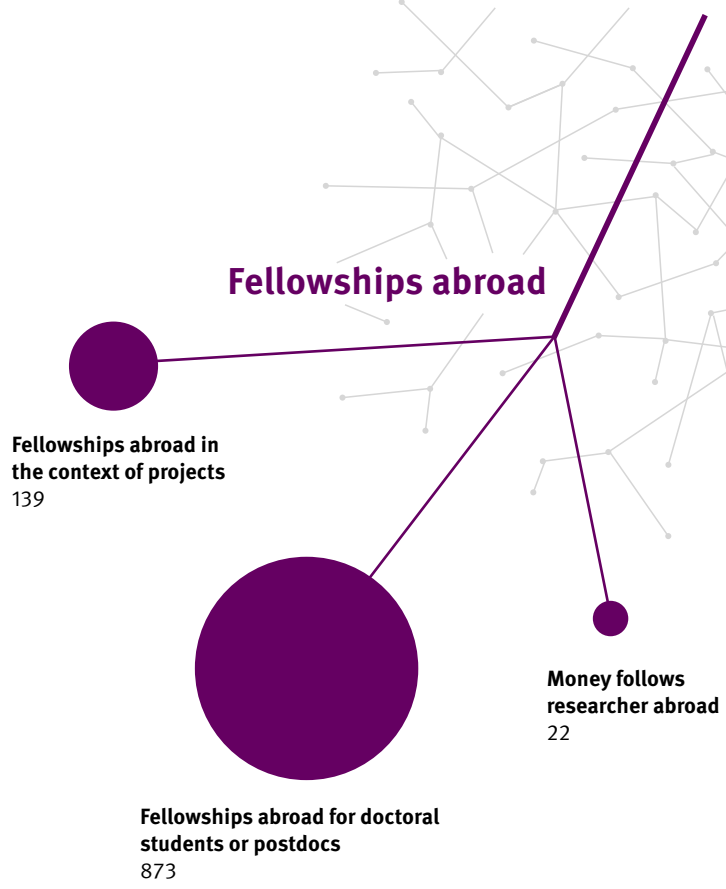 Fellowships abroad
Fellowships abroad in
the context of projects
139
Money follows
researcher abroad
22
Fellowships abroad for doctoral
students or postdocs
873